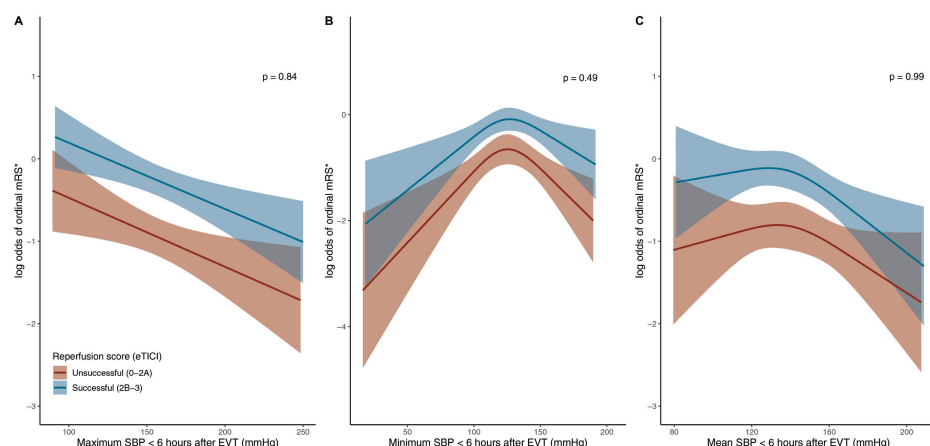 A
B
C
p = 0.84
p = 0.49
p = 0.99
log odds of ordinal mRS*
1
0
−1
−2
−3
Reperfusion score (eTICI)
Unsuccessful (0−2A)
Successful (2B−3)
100
150
200
250
Maximum SBP < 6 hours after EVT (mmHg)
log odds of ordinal mRS*
0
−2
−4
50
100
150
200
Minimum SBP < 6 hours after EVT (mmHg)
log odds of ordinal mRS*
1
0
−1
−2
−3
80
120
160
200
Mean SBP < 6 hours after EVT (mmHg)